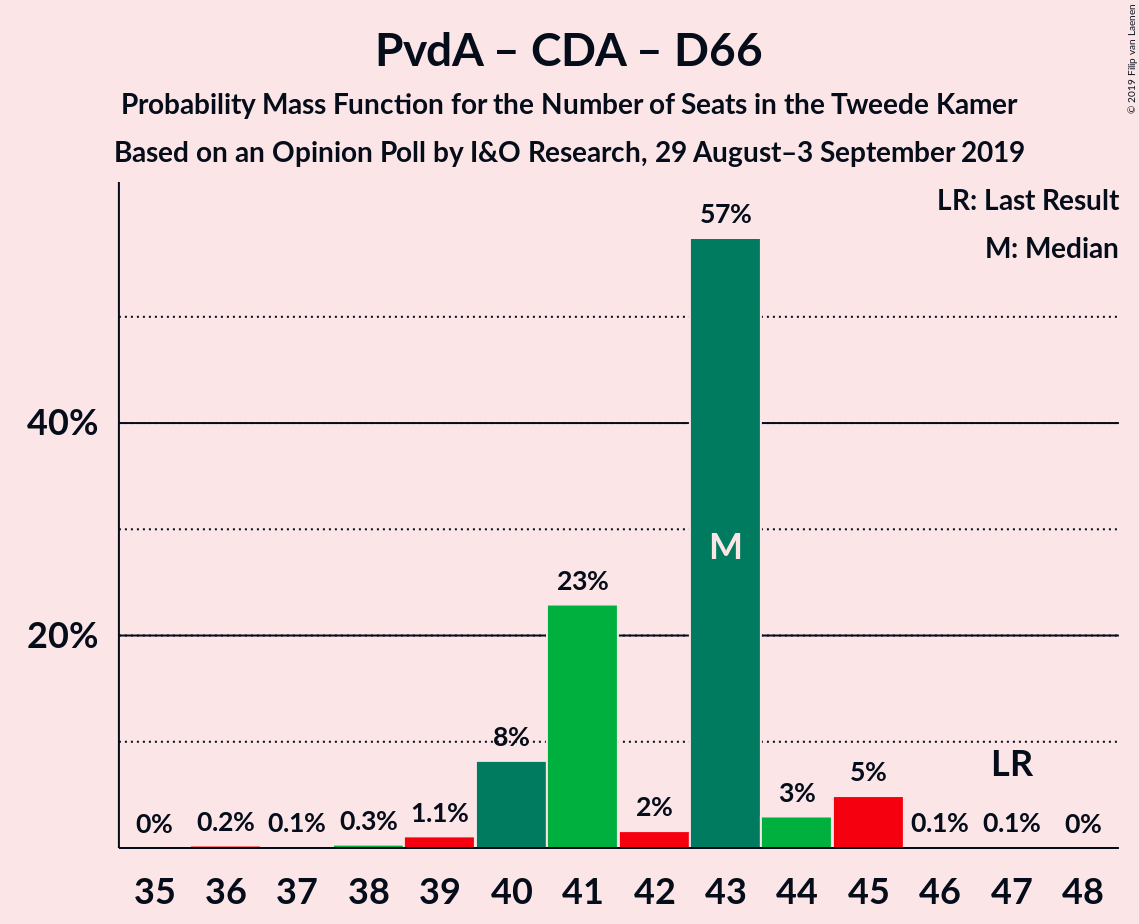 PvdA – CDA – D66
Probability Mass Function for the Number of Seats in the Tweede Kamer
Based on an Opinion Poll by I&O Research, 29 August–3 September 2019
© 2019 Filip van Laenen
LR: Last Result
M: Median
57%
40%
M
23%
20%
8%
LR
5%
3%
2%
1.1%
0% 0.2% 0.1% 0.3% 0.1% 0.1% 0%
35 36 37 38 39 40 41 42 43 44 45 46 47 48